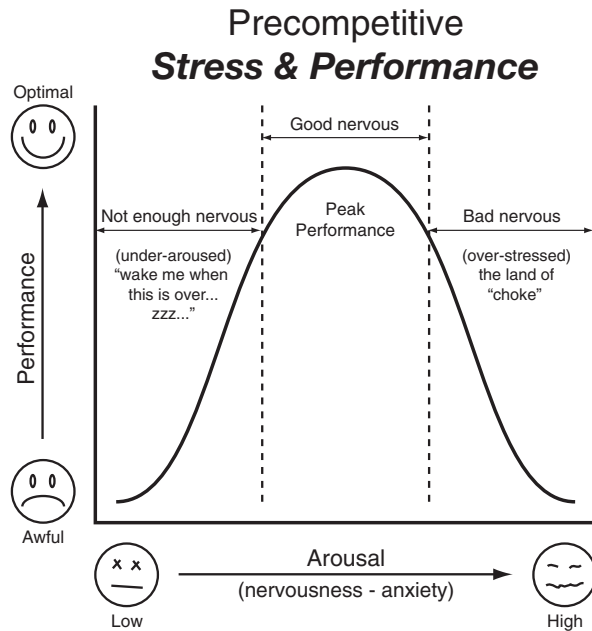 Precompetitive
Stress & Performance
Optimal
Good nervous
Not enough nervous
Peak
Performance
Bad nervous
(under-aroused)
“wake me when
this is over...
zzz...”
(over-stressed)
the land of
“choke”
Performance
Awful
x x
Arousal
(nervousness - anxiety)
Low
High